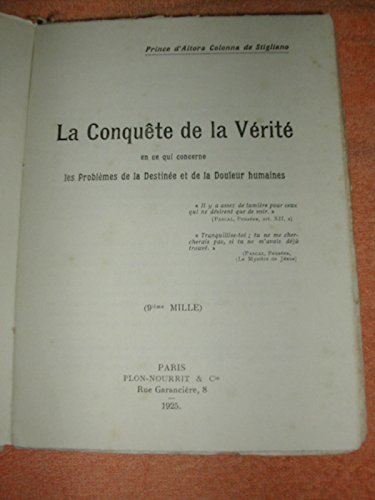 Prince d'Altora Colonna de Stigliano
La Conquête de la Vérité
en ce qui concerne
les Problèmes de la Destinée et de la Douleur humaines
« Il y a assez de lumière pour ceux
qui ne désirent que de voir. »
(PASCAL, Pensées, art. XII, 2)
« Tranquillise-toi ; tu ne me cher-
cherais pas, si tu ne m'avais déjà
trouvé. »
(PASCAL, Pensées,
(Le Mystère de Jésus)
(9ième MILLE)
PARIS
PLON-NOURRIT & Cie
Rue Garancière, 8
—
1925.